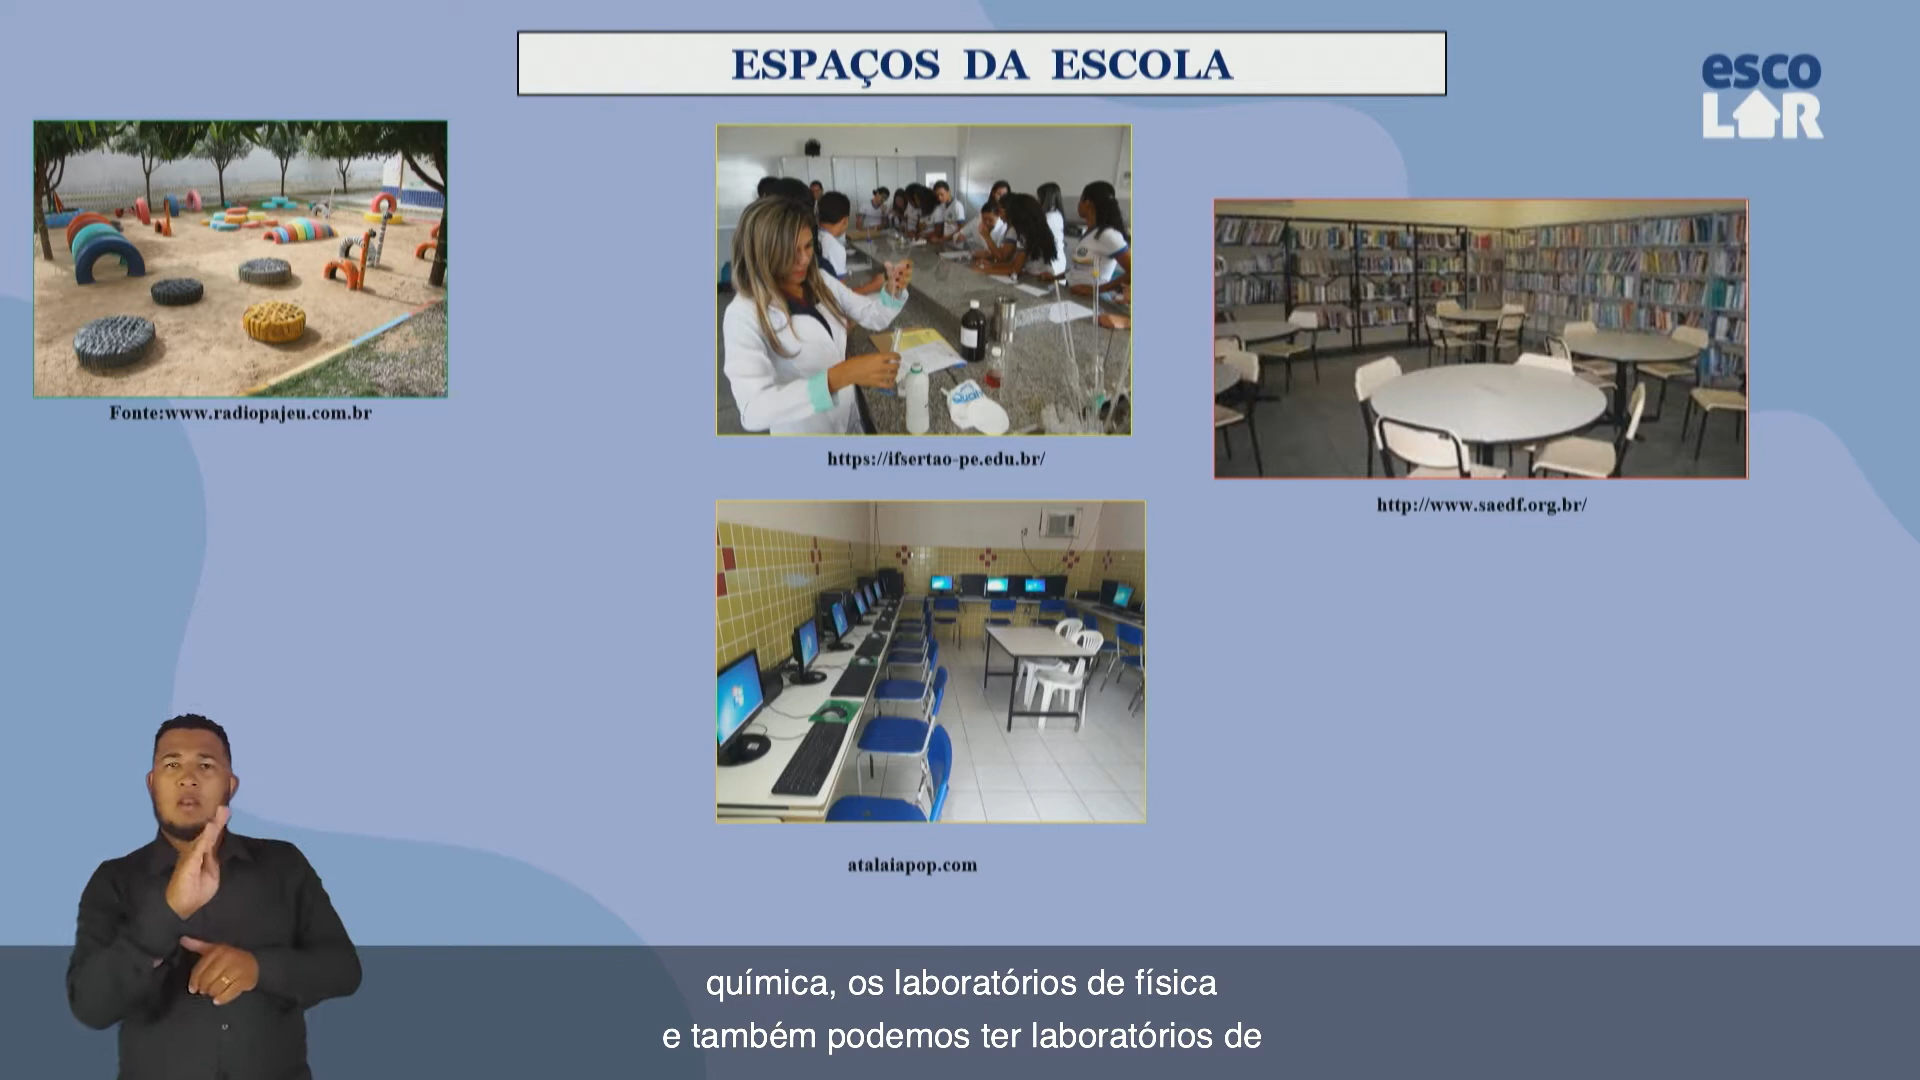 ESPAÇOS DA ESCOLA
esco
LAR
Fonte:www.radiopajeu.com.br
https://ifsertao-pe.edu.br/
http://www.saedf.org.br/
atalaiapop.com
química, os laboratórios de física
e também podemos ter laboratórios de